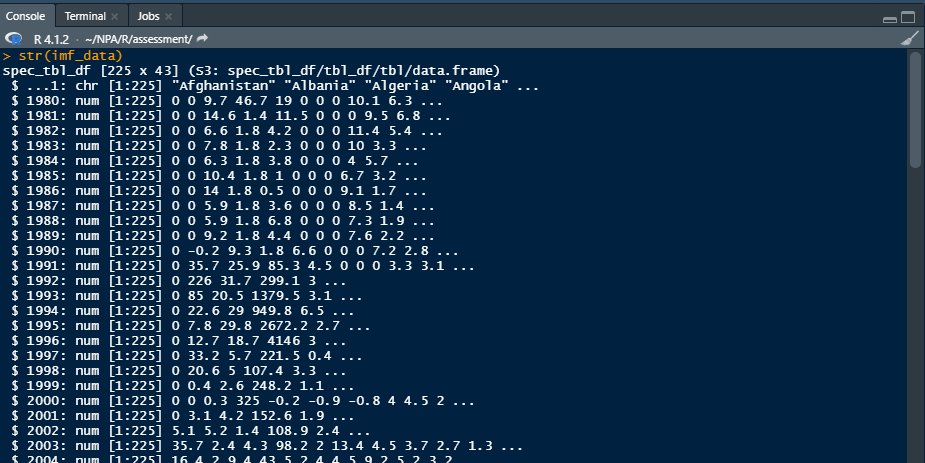 Console Terminal × Jobs ×
R 4.1.2 · ~/NPA/R/assessment/
> str(imf_data)
spec_tbl_df [225 x 43] (S3: spec_tbl_df/tbl_df/tbl/data.frame)
$ ...1: chr [1:225] "Afghanistan" "Albania" "Algeria" "Angola" ...
$ 1980: num [1:225] 0 0 9.7 46.7 19 0 0 0 10.1 6.3 ...
$ 1981: num [1:225] 0 0 14.6 1.4 11.5 0 0 0 9.5 6.8 ...
$ 1982: num [1:225] 0 0 6.6 1.8 4.2 0 0 0 11.4 5.4 ...
$ 1983: num [1:225] 0 0 7.8 1.8 2.3 0 0 0 10 3.3 ...
$ 1984: num [1:225] 0 0 6.3 1.8 3.8 0 0 0 4 5.7 ...
$ 1985: num [1:225] 0 0 10.4 1.8 1 0 0 0 6.7 3.2 ...
$ 1986: num [1:225] 0 0 14 1.8 0.5 0 0 0 9.1 1.7 ...
$ 1987: num [1:225] 0 0 5.9 1.8 3.6 0 0 0 8.5 1.4 ...
$ 1988: num [1:225] 0 0 5.9 1.8 6.8 0 0 0 7.3 1.9 ...
$ 1989: num [1:225] 0 0 9.2 1.8 4.4 0 0 0 7.6 2.2 ...
$ 1990: num [1:225] 0 -0.2 9.3 1.8 6.6 0 0 0 7.2 2.8 ...
$ 1991: num [1:225] 0 35.7 25.9 85.3 4.5 0 0 0 3.3 3.1 ...
$ 1992: num [1:225] 0 226 31.7 299.1 3 ...
$ 1993: num [1:225] 0 85 20.5 1379.5 3.1 ...
$ 1994: num [1:225] 0 22.6 29 949.8 6.5 ...
$ 1995: num [1:225] 0 7.8 29.8 2672.2 2.7 ...
$ 1996: num [1:225] 0 12.7 18.7 4146 3 ...
$ 1997: num [1:225] 0 33.2 5.7 221.5 0.4 ...
$ 1998: num [1:225] 0 20.6 5 107.4 3.3 ...
$ 1999: num [1:225] 0 0.4 2.6 248.2 1.1 ...
$ 2000: num [1:225] 0 0 0.3 325 -0.2 -0.9 -0.8 4 4.5 2 ...
$ 2001: num [1:225] 0 3.1 4.2 152.6 1.9 ...
$ 2002: num [1:225] 5.1 5.2 1.4 108.9 2.4 ...
$ 2003: num [1:225] 35.7 2.4 4.3 98.2 2 13.4 4.5 3.7 2.7 1.3 ...
$ 2004: num [1:225] 16.4 2.9 4 43.5 2.4 4.5 9.2 5.2 3.2